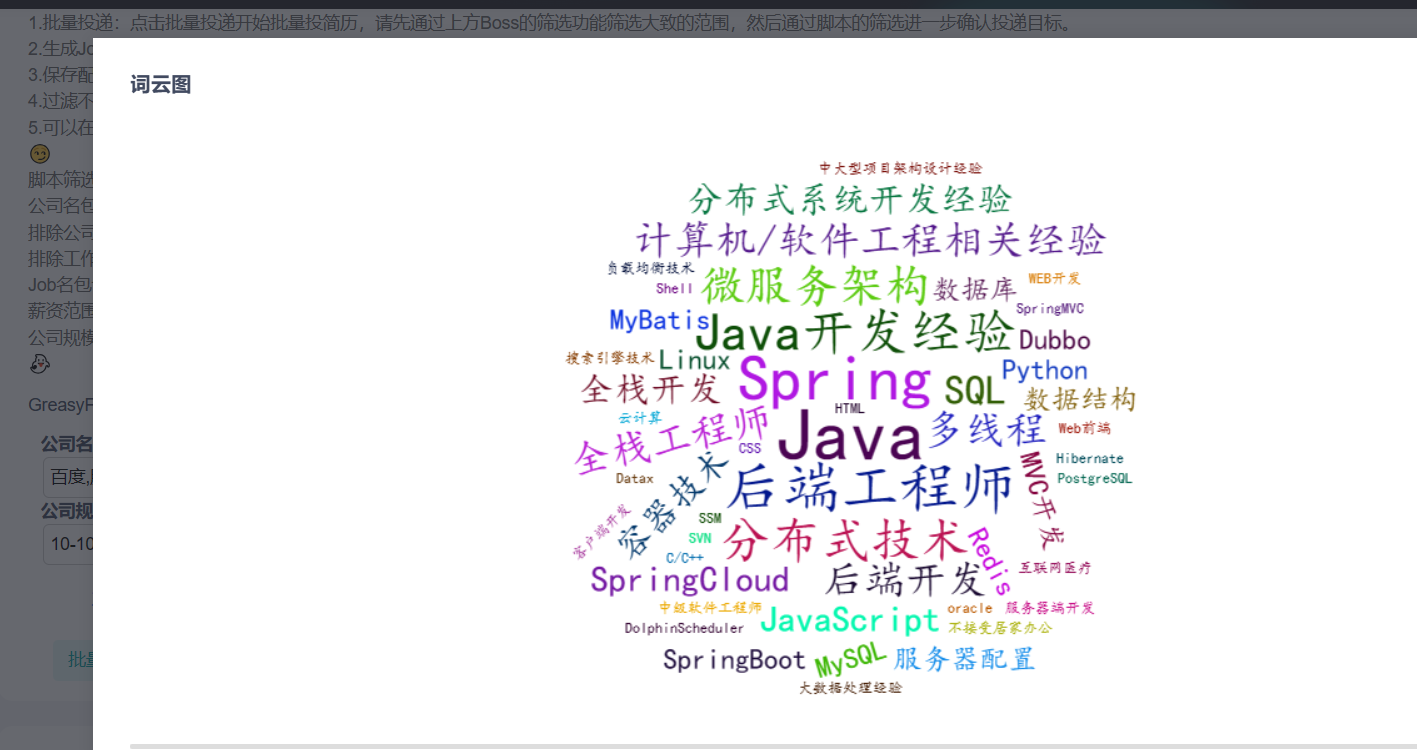 1.批量投递：点击批量投递开始批量投简历，请先通过上方Boss的筛选功能筛选大致的范围，然后通过脚本的筛选进一步确认投递目标。
2.生成Jo
3.保存配
4.过滤不
5.可以在
脚本筛选
公司名包
排除公司
排除工作
Job名包
薪资范围
公司规模
GreasyF
公司名
百度,
公司规
10-10
批量
词云图
中大型项目架构设计经验
分布式系统开发经验
计算机/软件工程相关经验
负载均衡技术
Shell
微服务架构
数据库
WEB开发
SpringMVC
MyBatis
Java开发经验
Dubbo
搜索引擎技术
Linux
Spring
SQL
Python
全栈开发
数据结构
HTML
云计算
全栈工程师
CSS
Java
多线程
Web前端
Datax
容器技术
后端工程师
MVC开发
Hibernate
PostgreSQL
客户端开发
SSM
SVN
C/C++
分布式技术
Redis
互联网医疗
SpringCloud
后端开发
中级软件工程师
oracle
服务器端开发
DolphinScheduler
JavaScript
不接受居家办公
SpringBoot
MySQL
服务器配置
大数据处理经验